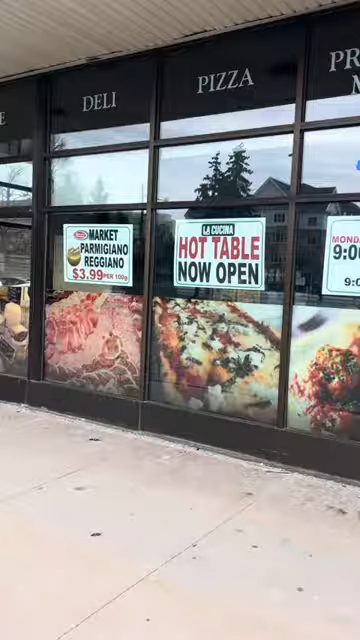 E
DELI
PIZZA
PR
M
MARKET
PARMIGIANO
REGGIANO
$3.99 PER 100g
LA CUCINA
HOT TABLE
NOW OPEN
MONDA
9:00
9:0